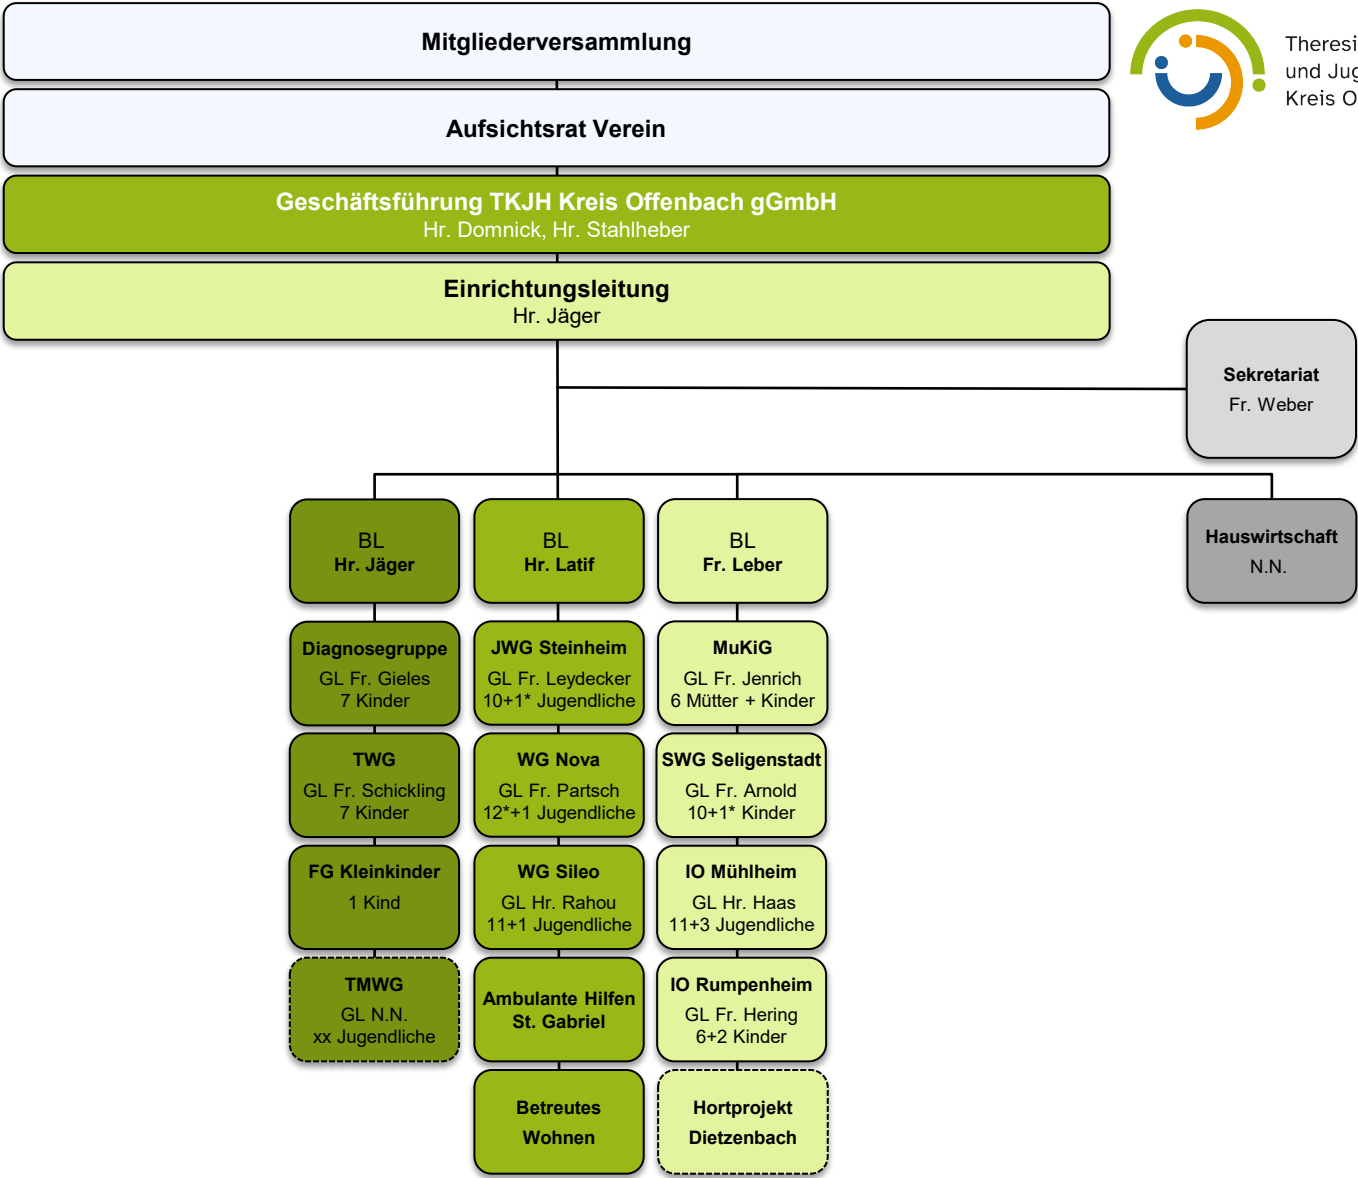 Mitgliederversammlung
Aufsichtsrat Verein
Geschäftsführung TKJH Kreis Offenbach gGmbH
Hr. Domnick, Hr. Stahlheber
Einrichtungsleitung
Hr. Jäger
Theresi
und Jug
Kreis O
Sekretariat
Fr. Weber
BL
Hr. Jäger
BL
Hr. Latif
BL
Fr. Leber
Hauswirtschaft
N.N.
Diagnosegruppe
GL Fr. Gieles
7 Kinder
JWG Steinheim
GL Fr. Leydecker
10+1* Jugendliche
MuKiG
GL Fr. Jenrich
6 Mütter + Kinder
TWG
GL Fr. Schickling
7 Kinder
WG Nova
GL Fr. Partsch
12*+1 Jugendliche
SWG Seligenstadt
GL Fr. Arnold
10+1* Kinder
FG Kleinkinder
1 Kind
WG Sileo
GL Hr. Rahou
11+1 Jugendliche
IO Mühlheim
GL Hr. Haas
11+3 Jugendliche
TMWG
GL N.N.
xx Jugendliche
Ambulante Hilfen
St. Gabriel
IO Rumpenheim
GL Fr. Hering
6+2 Kinder
Betreutes
Wohnen
Hortprojekt
Dietzenbach